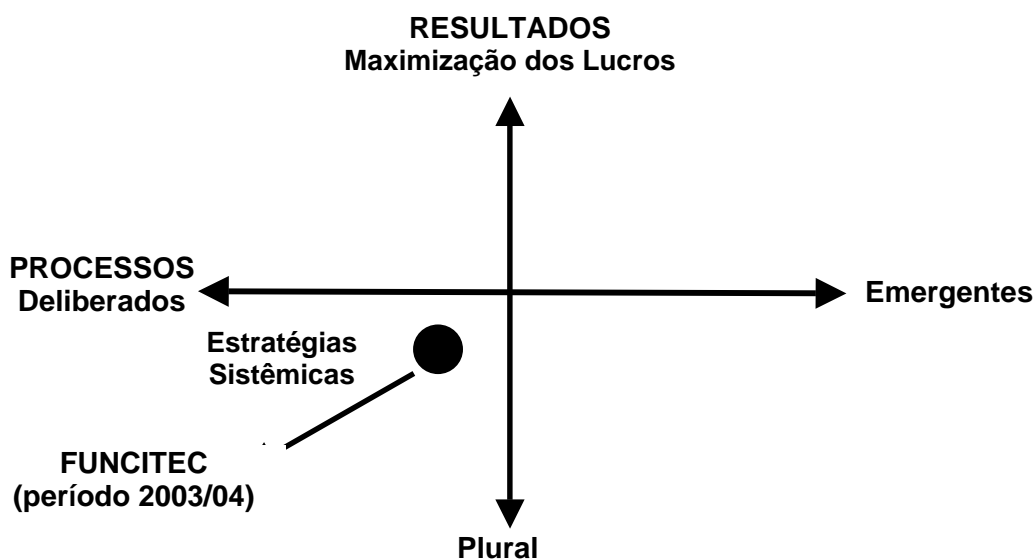 RESULTADOS
Maximização dos Lucros
PROCESSOS
Deliberados
Emergentes
Estratégias
Sistêmicas
FUNCITEC
(período 2003/04)
Plural